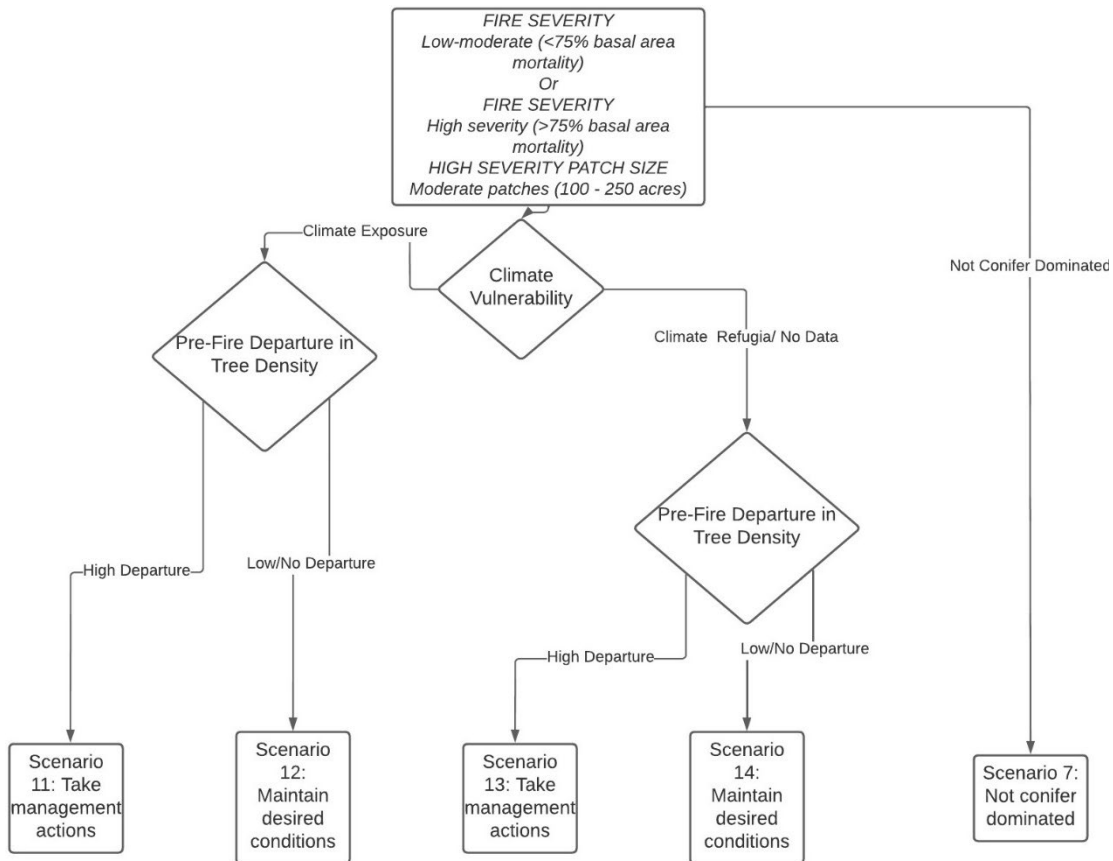 FIRE SEVERITY
Low-moderate (<75% basal area
mortality)
Or
FIRE SEVERITY
High severity (>75% basal area
mortality)
HIGH SEVERITY PATCH SIZE
Moderate patches (100 - 250 acres)
Climate Exposure
Climate
Vulnerability
Not Conifer Dominated
Pre-Fire Departure in
Tree Density
Climate Refugia/ No Data
Pre-Fire Departure in
Tree Density
High Departure
Low/No Departure
High Departure
Low/No Departure
Scenario
11: Take
management
actions
Scenario
12:
Maintain
desired
conditions
Scenario
13: Take
management
actions
Scenario
14:
Maintain
desired
conditions
Scenario 7:
Not conifer
dominated